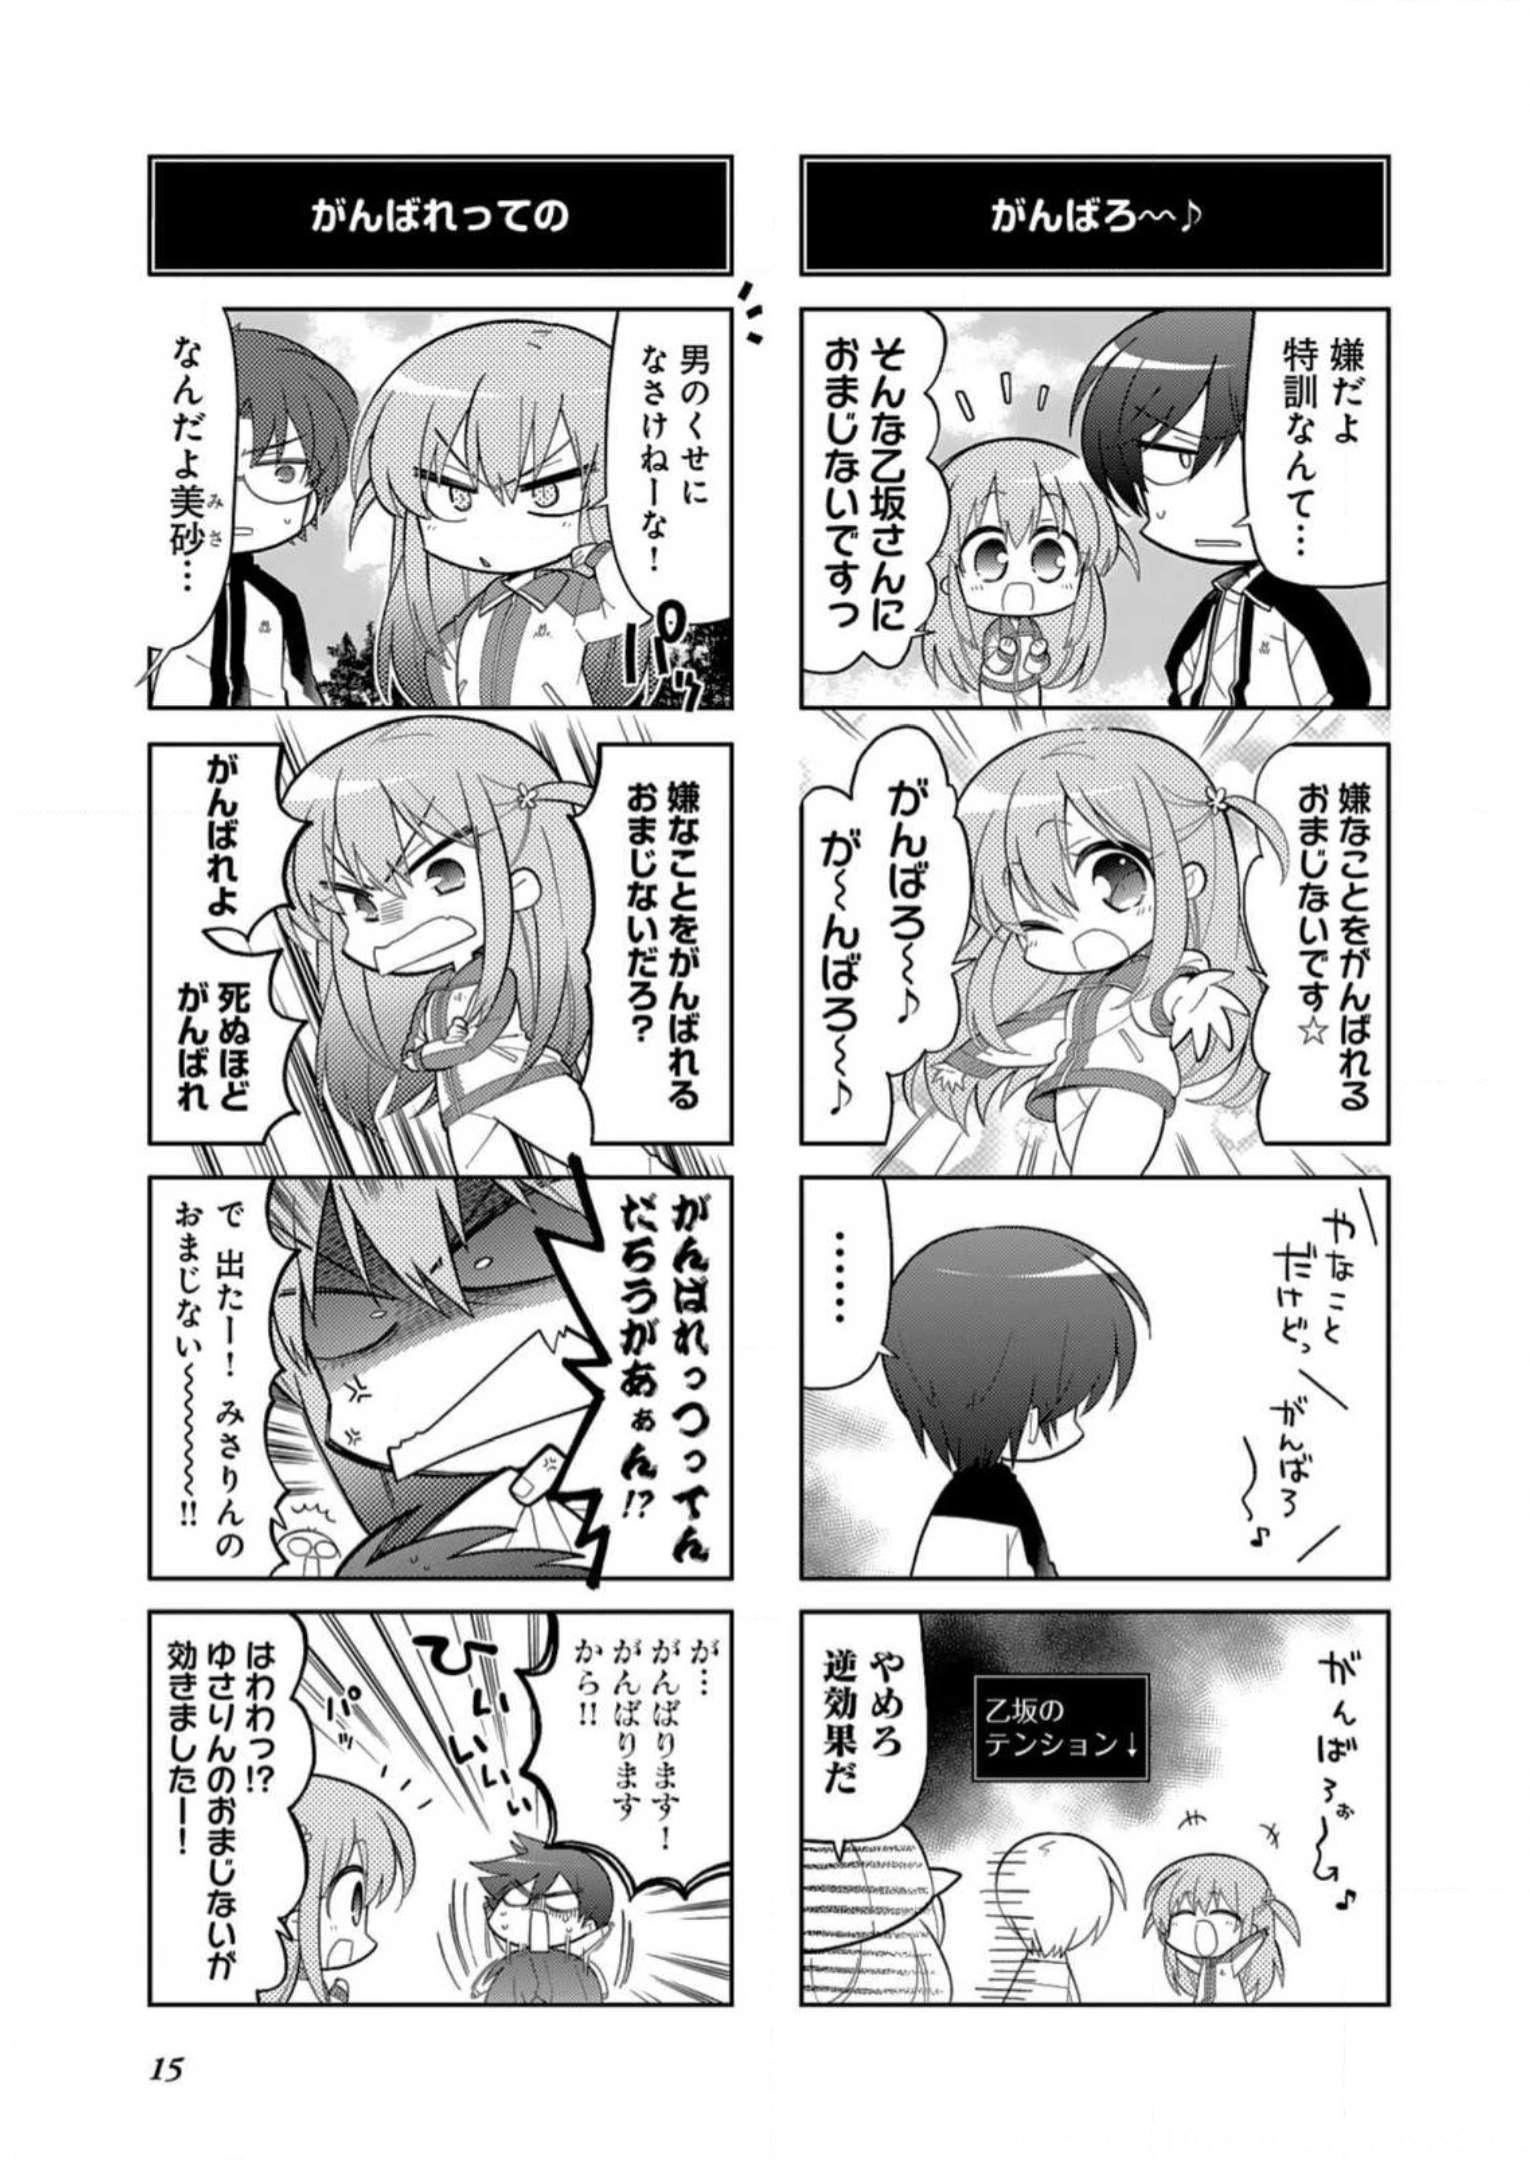 がんばろ～♪
嫌だよ
特訓なんて…
そんな乙坂さんに
おまじないですっ
嫌なことをがんばれる
おまじないです☆
がんばろ～♪
が～んばろ～♪
やなこと
だけどっ
がんばろ
～♪
……
がんばろぉ～♪
乙坂の
テンション↓
やめろ
逆効果だ
がんばれっての
男のくせに
なさけねーな！
パッ
なんだよ美砂…
みさ
嫌なことをがんばれる
おまじないだろ？
がんばれよ
死ぬほど
がんばれ
がんばれっつってん
だろうがあぁん!?
で 出たー！ みさりんの
おまじない～～～～!!
が…
がんばります！
がんばります
から!!
ひいいいぃ
パッ
はわわっ!?
ゆさりんのおまじないが
効きましたー！
15